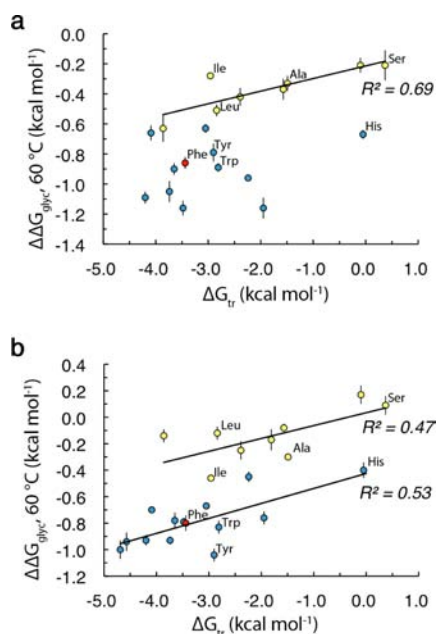 a
ΔΔG_glyc, 60 °C (kcal mol⁻¹)
0.0
-0.2
-0.4
-0.6
-0.8
-1.0
-1.2
-1.4
Ile
Ala
Ser
Leu
R² = 0.69
His
Tyr
Phe
Trp
-5.0 -4.0 -3.0 -2.0 -1.0 0.0 1.0
ΔG_tr (kcal mol⁻¹)
b
ΔΔG_glyc, 60 °C (kcal mol⁻¹)
0.4
0.2
0.0
-0.2
-0.4
-0.6
-0.8
-1.0
-1.2
Ser
Leu
R² = 0.47
Ala
Ile
His
R² = 0.53
Phe
Trp
Tyr
-5.0 -4.0 -3.0 -2.0 -1.0 0.0 1.0
ΔG_tr (kcal mol⁻¹)